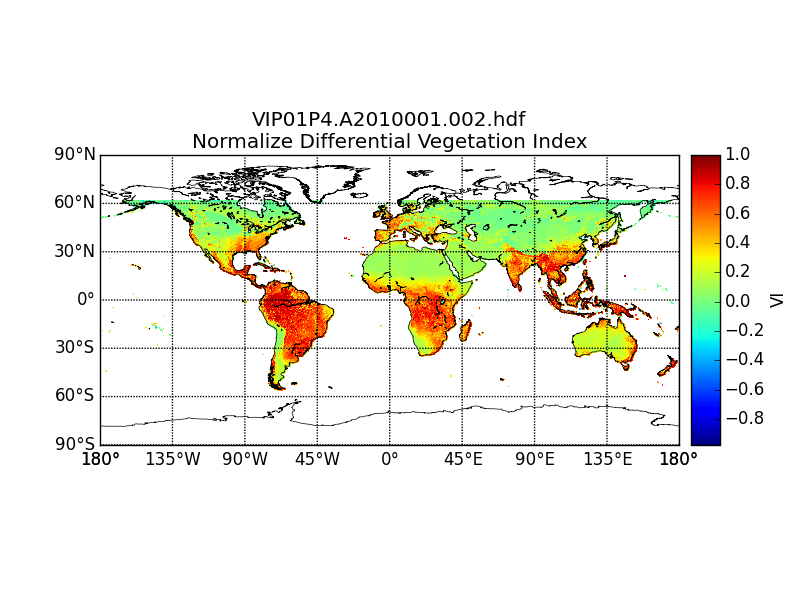 VIP01P4.A2010001.002.hdf
Normalize Differential Vegetation Index
90°N
60°N
30°N
0°
30°S
60°S
90°S
180°
135°W
90°W
45°W
0°
45°E
90°E
135°E
180°
1.0
0.8
0.6
0.4
0.2
0.0
−0.2
−0.4
−0.6
−0.8
VI